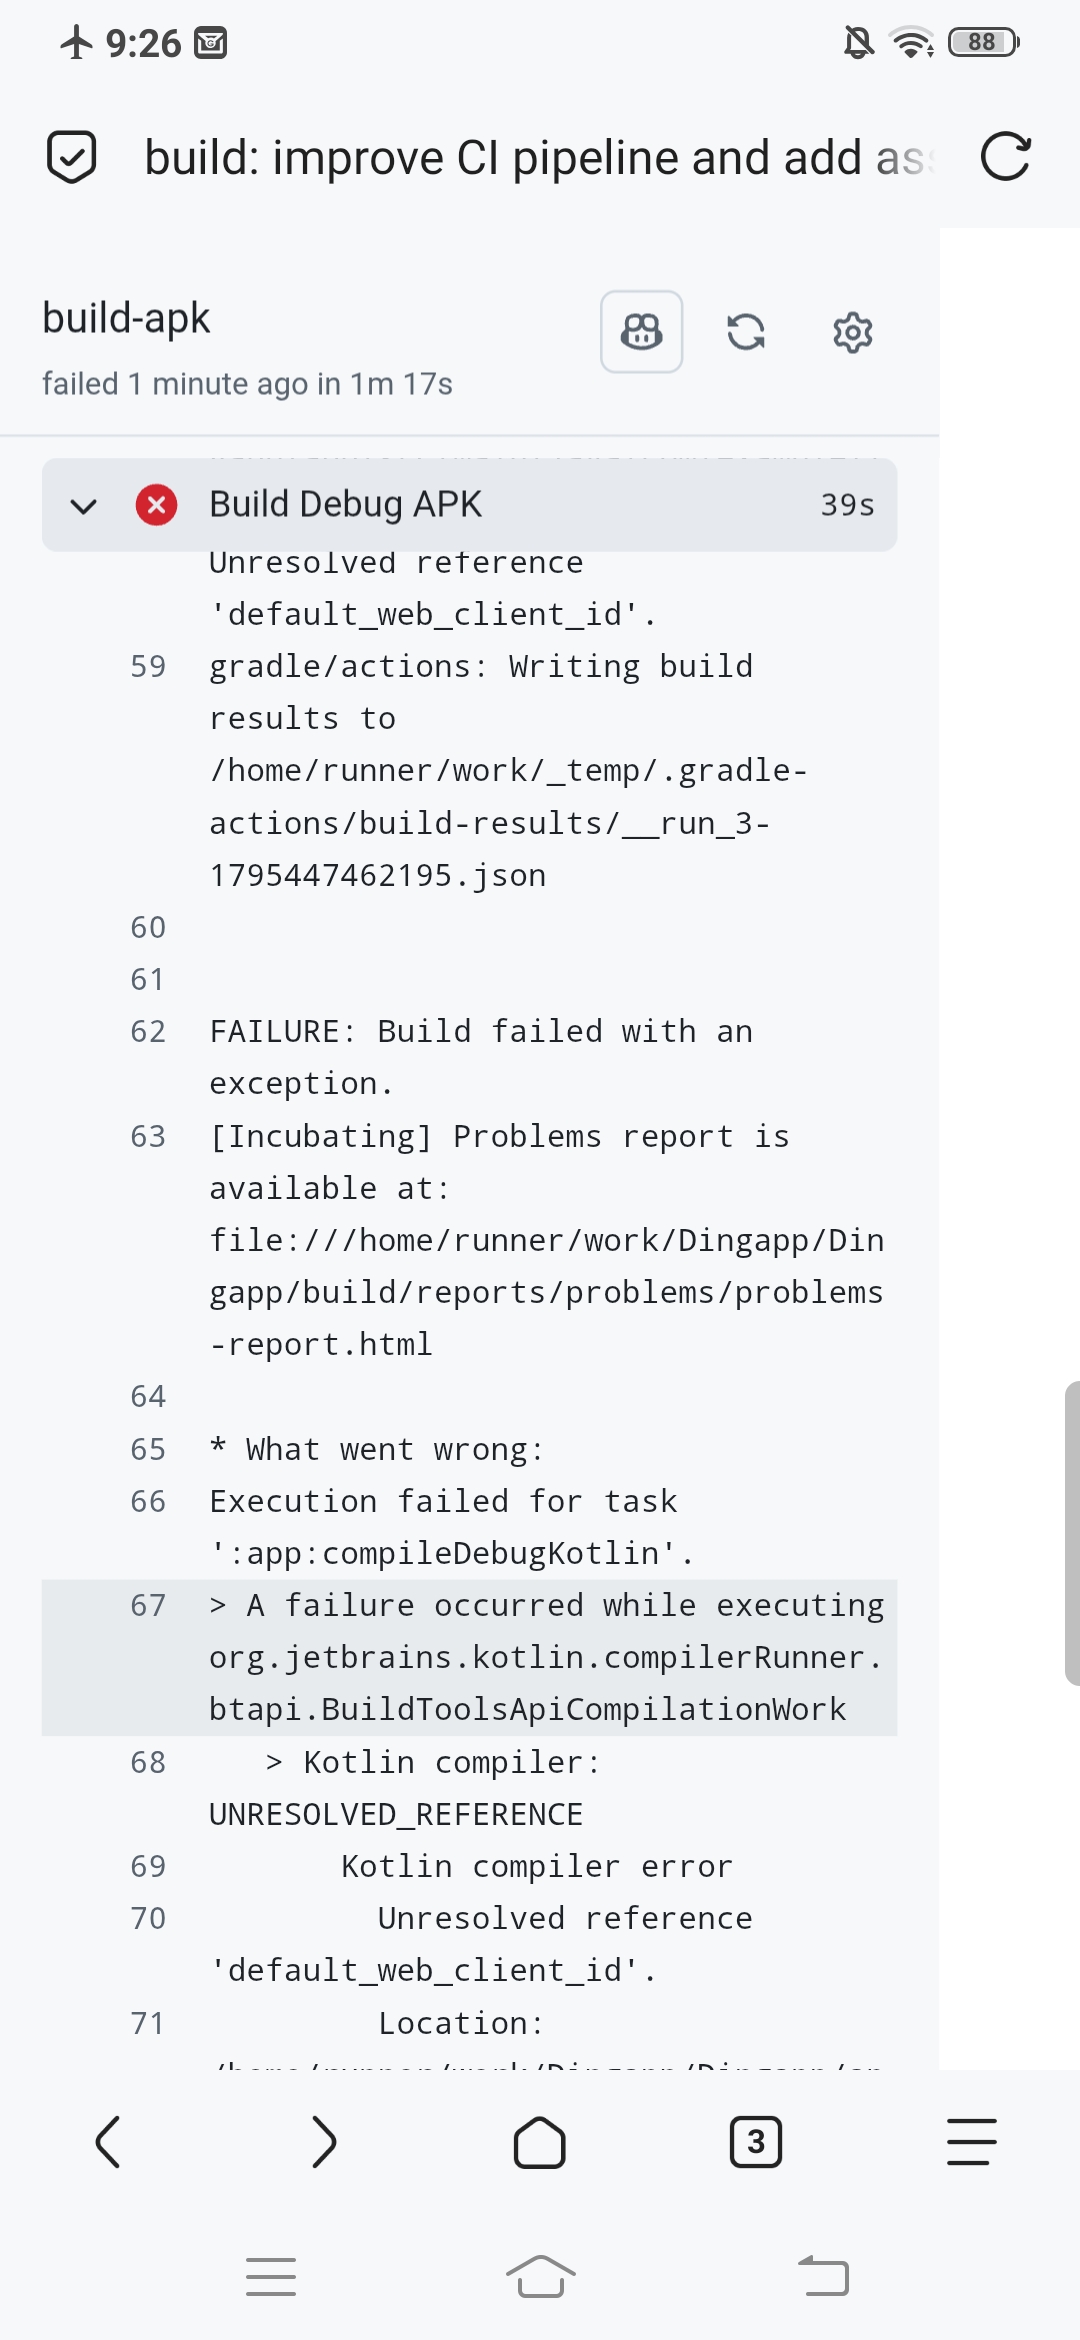 9:26
88
build: improve CI pipeline and add
build-apk
failed 1 minute ago in 1m 17s
Build Debug APK 39s
Unresolved reference
'default_web_client_id'.
59 gradle/actions: Writing build
results to
/home/runner/work/_temp/.gradle-
actions/build-results/__run_3-
1795447462195.json
60
61
62 FAILURE: Build failed with an
exception.
63 [Incubating] Problems report is
available at:
file:///home/runner/work/Dingapp/Din
gapp/build/reports/problems/problems
-report.html
64
65 * What went wrong:
66 Execution failed for task
':app:compileDebugKotlin'.
67 > A failure occurred while executing
org.jetbrains.kotlin.compilerRunner.
btapi.BuildToolsApiCompilationWork
68 > Kotlin compiler:
UNRESOLVED_REFERENCE
69 Kotlin compiler error
70 Unresolved reference
'default_web_client_id'.
71 Location:
3